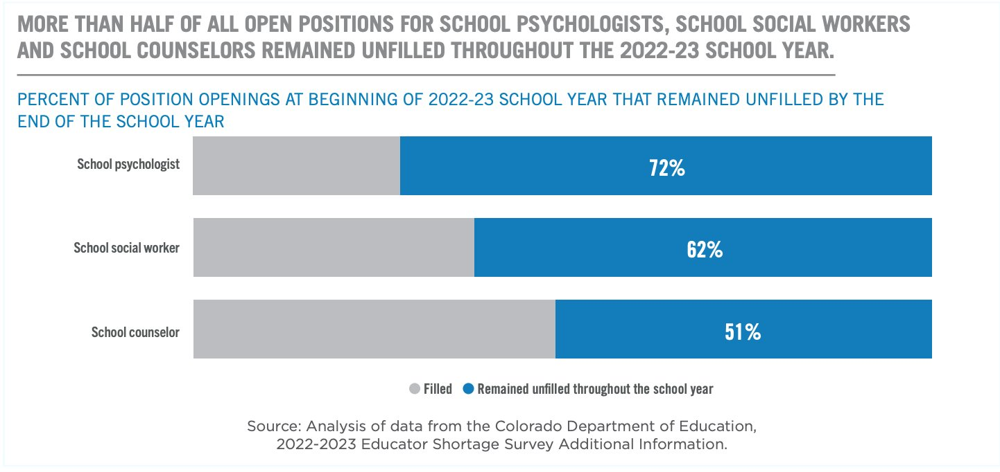 MORE THAN HALF OF ALL OPEN POSITIONS FOR SCHOOL PSYCHOLOGISTS, SCHOOL SOCIAL WORKERS
AND SCHOOL COUNSELORS REMAINED UNFILLED THROUGHOUT THE 2022-23 SCHOOL YEAR.
PERCENT OF POSITION OPENINGS AT BEGINNING OF 2022-23 SCHOOL YEAR THAT REMAINED UNFILLED BY THE
END OF THE SCHOOL YEAR
School psychologist
72%
School social worker
62%
School counselor
51%
Filled Remained unfilled throughout the school year
Source: Analysis of data from the Colorado Department of Education,
2022-2023 Educator Shortage Survey Additional Information.